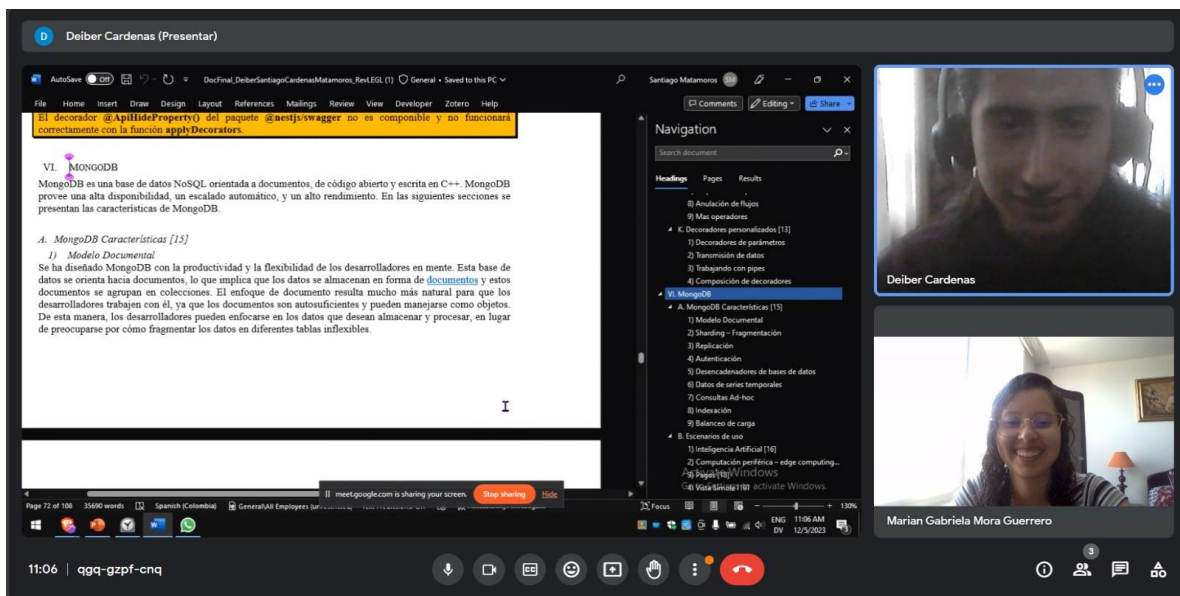 D Deiber Cardenas (Presentar)
AutoSave Off DocFinal_DeiberSantiagoCardenasMatamoros_RevLEGL (1) General • Saved to this PC
Santiago Matamoros SM
File Home Insert Draw Design Layout References Mailings Review View Developer Zotero Help
Comments Editing Share
El decorador @ApiHideProperty() del paquete @nestjs/swagger no es componible y no funcionará
correctamente con la función applyDecorators.
VI. MONGODB
MongoDB es una base de datos NoSQL orientada a documentos, de código abierto y escrita en C++. MongoDB
provee una alta disponibilidad, un escalado automático, y un alto rendimiento. En las siguientes secciones se
presentan las características de MongoDB.
A. MongoDB Características [15]
1) Modelo Documental
Se ha diseñado MongoDB con la productividad y la flexibilidad de los desarrolladores en mente. Esta base de
datos se orienta hacia documentos, lo que implica que los datos se almacenan en forma de documentos y estos
documentos se agrupan en colecciones. El enfoque de documento resulta mucho más natural para que los
desarrolladores trabajen con él, ya que los documentos son autosuficientes y pueden manejarse como objetos.
De esta manera, los desarrolladores pueden enfocarse en los datos que desean almacenar y procesar, en lugar
de preocuparse por cómo fragmentar los datos en diferentes tablas inflexibles.
Navigation
Search document
Headings Pages Results
8) Anulación de flujos
9) Mas operadores
K. Decoradores personalizados [13]
1) Decoradores de parámetros
2) Transmisión de datos
3) Trabajando con pipes
4) Composición de decoradores
VI. MongoDB
A. MongoDB Características [15]
1) Modelo Documental
2) Sharding – Fragmentación
3) Replicación
4) Autenticación
5) Desencadenadores de bases de datos
6) Datos de series temporales
7) Consultas Ad-hoc
8) Indexación
9) Balanceo de carga
B. Escenarios de uso
1) Inteligencia Artificial [16]
2) Computación periférica – edge computing...
Activate Windows
3) Pagos [18]
activate Windows.
meet.google.com is sharing your screen. Stop sharing Hide
Page 72 of 108 35690 words Spanish (Colombia) General\All Employees
Focus 130%
ENG 11:06 AM
DV 12/5/2023
Deiber Cardenas
Marian Gabriela Mora Guerrero
11:06 | qgq-gzpf-cnq
3